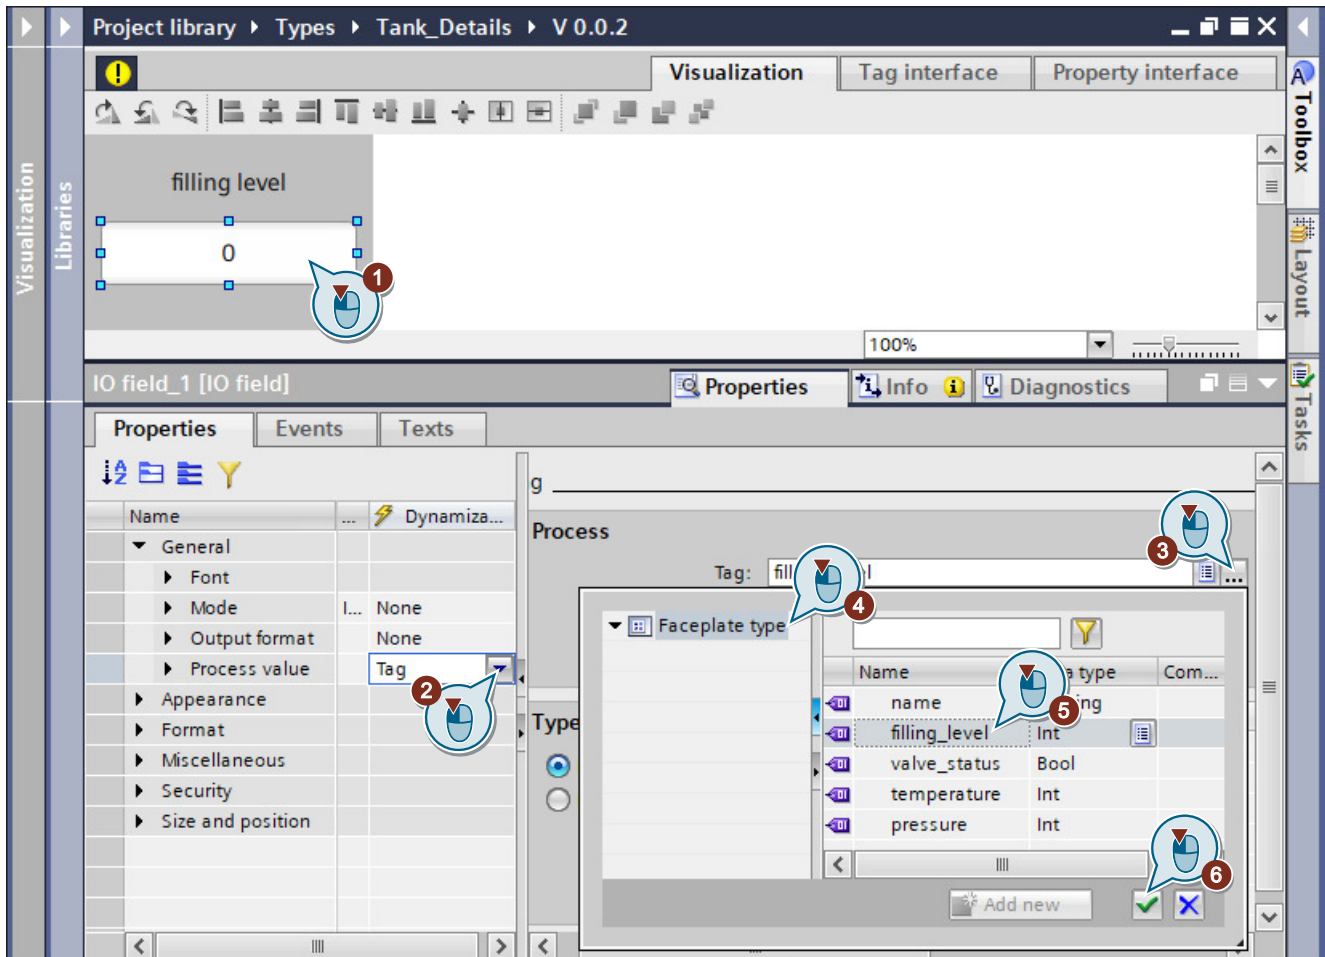 Project library Types Tank_Details V 0.0.2
Visualization Tag interface Property interface
Toolbox
Layout
Tasks
Visualization
Libraries
filling level
0
1
100%
IO field_1 [IO field]
Properties Info Diagnostics
Properties Events Texts
Name ... Dynamiza...
General
Font
Mode I... None
Output format None
Process value Tag
2
Appearance
Format
Miscellaneous
Security
Size and position
g
Process
3
Tag: fill l
...
4
Type
Faceplate type
Name a type Com...
name ing
5
filling_level Int
valve_status Bool
temperature Int
pressure Int
6
Add new